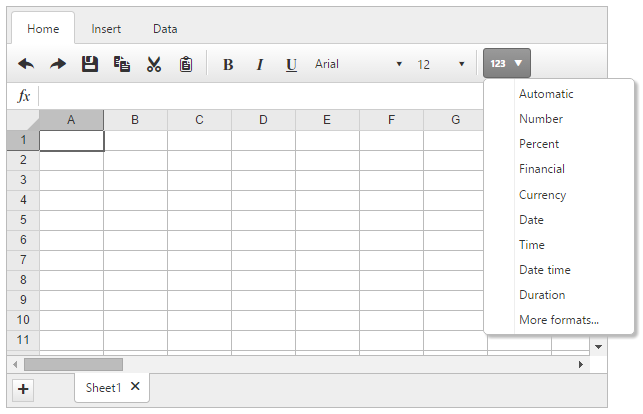 Home Insert Data
B I U Arial 12 123
fx
A B C D E F G
1
2
3
4
5
6
7
8
9
10
11
Automatic
Number
Percent
Financial
Currency
Date
Time
Date time
Duration
More formats...
+ Sheet1 ✕